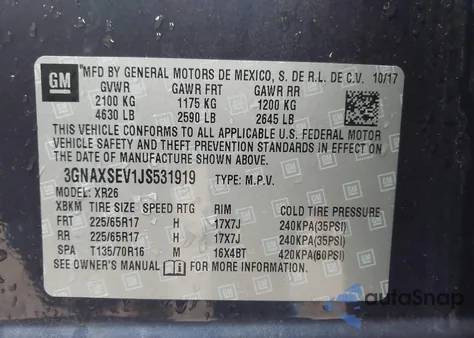 GM
MFD BY GENERAL MOTORS DE MEXICO, S. DE R.L. DE C.V. 10/17
GVWR GAWR FRT GAWR RR
2100 KG 1175 KG 1200 KG
4630 LB 2590 LB 2645 LB
THIS VEHICLE CONFORMS TO ALL APPLICABLE U.S. FEDERAL MOTOR
VEHICLE SAFETY AND THEFT PREVENTION STANDARDS IN EFFECT ON
THE DATE OF MANUFACTURE SHOWN ABOVE.
3GNAXSEV1JS531919 TYPE: M.P.V.
MODEL: XR26
XKB TIRE SIZE SPEED RTG RIM COLD TIRE PRESSURE
FRT 225/65R17 H 17X7J 240KPA(35PSI)
RR 225/65R17 H 17X7J 240KPA(35PSI)
SPA T135/70R16 M 16X4BT 420KPA(60PSI)
SEE OWNER'S MANUAL FOR ADDITIONAL INFORMATION.
autoSnap